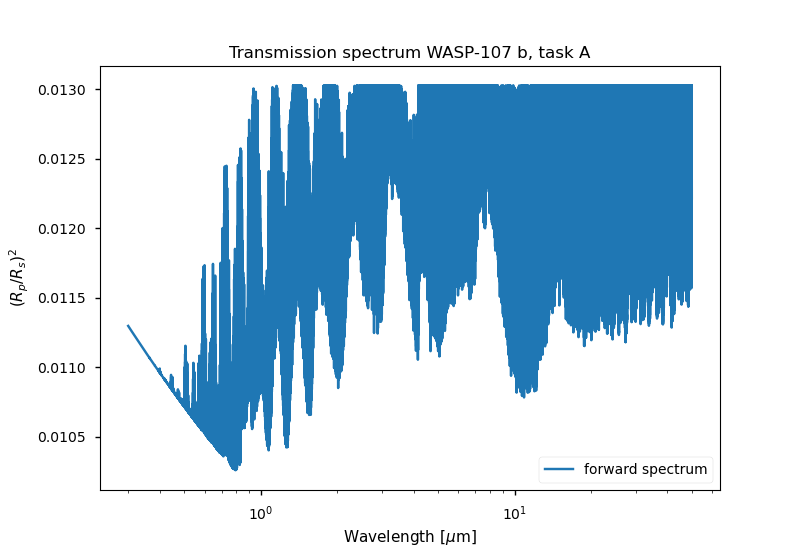 Transmission spectrum WASP-107 b, task A
0.0130
0.0125
0.0120
0.0115
0.0110
0.0105
(R_p/R_s)^2
10^0
10^1
Wavelength [μm]
forward spectrum